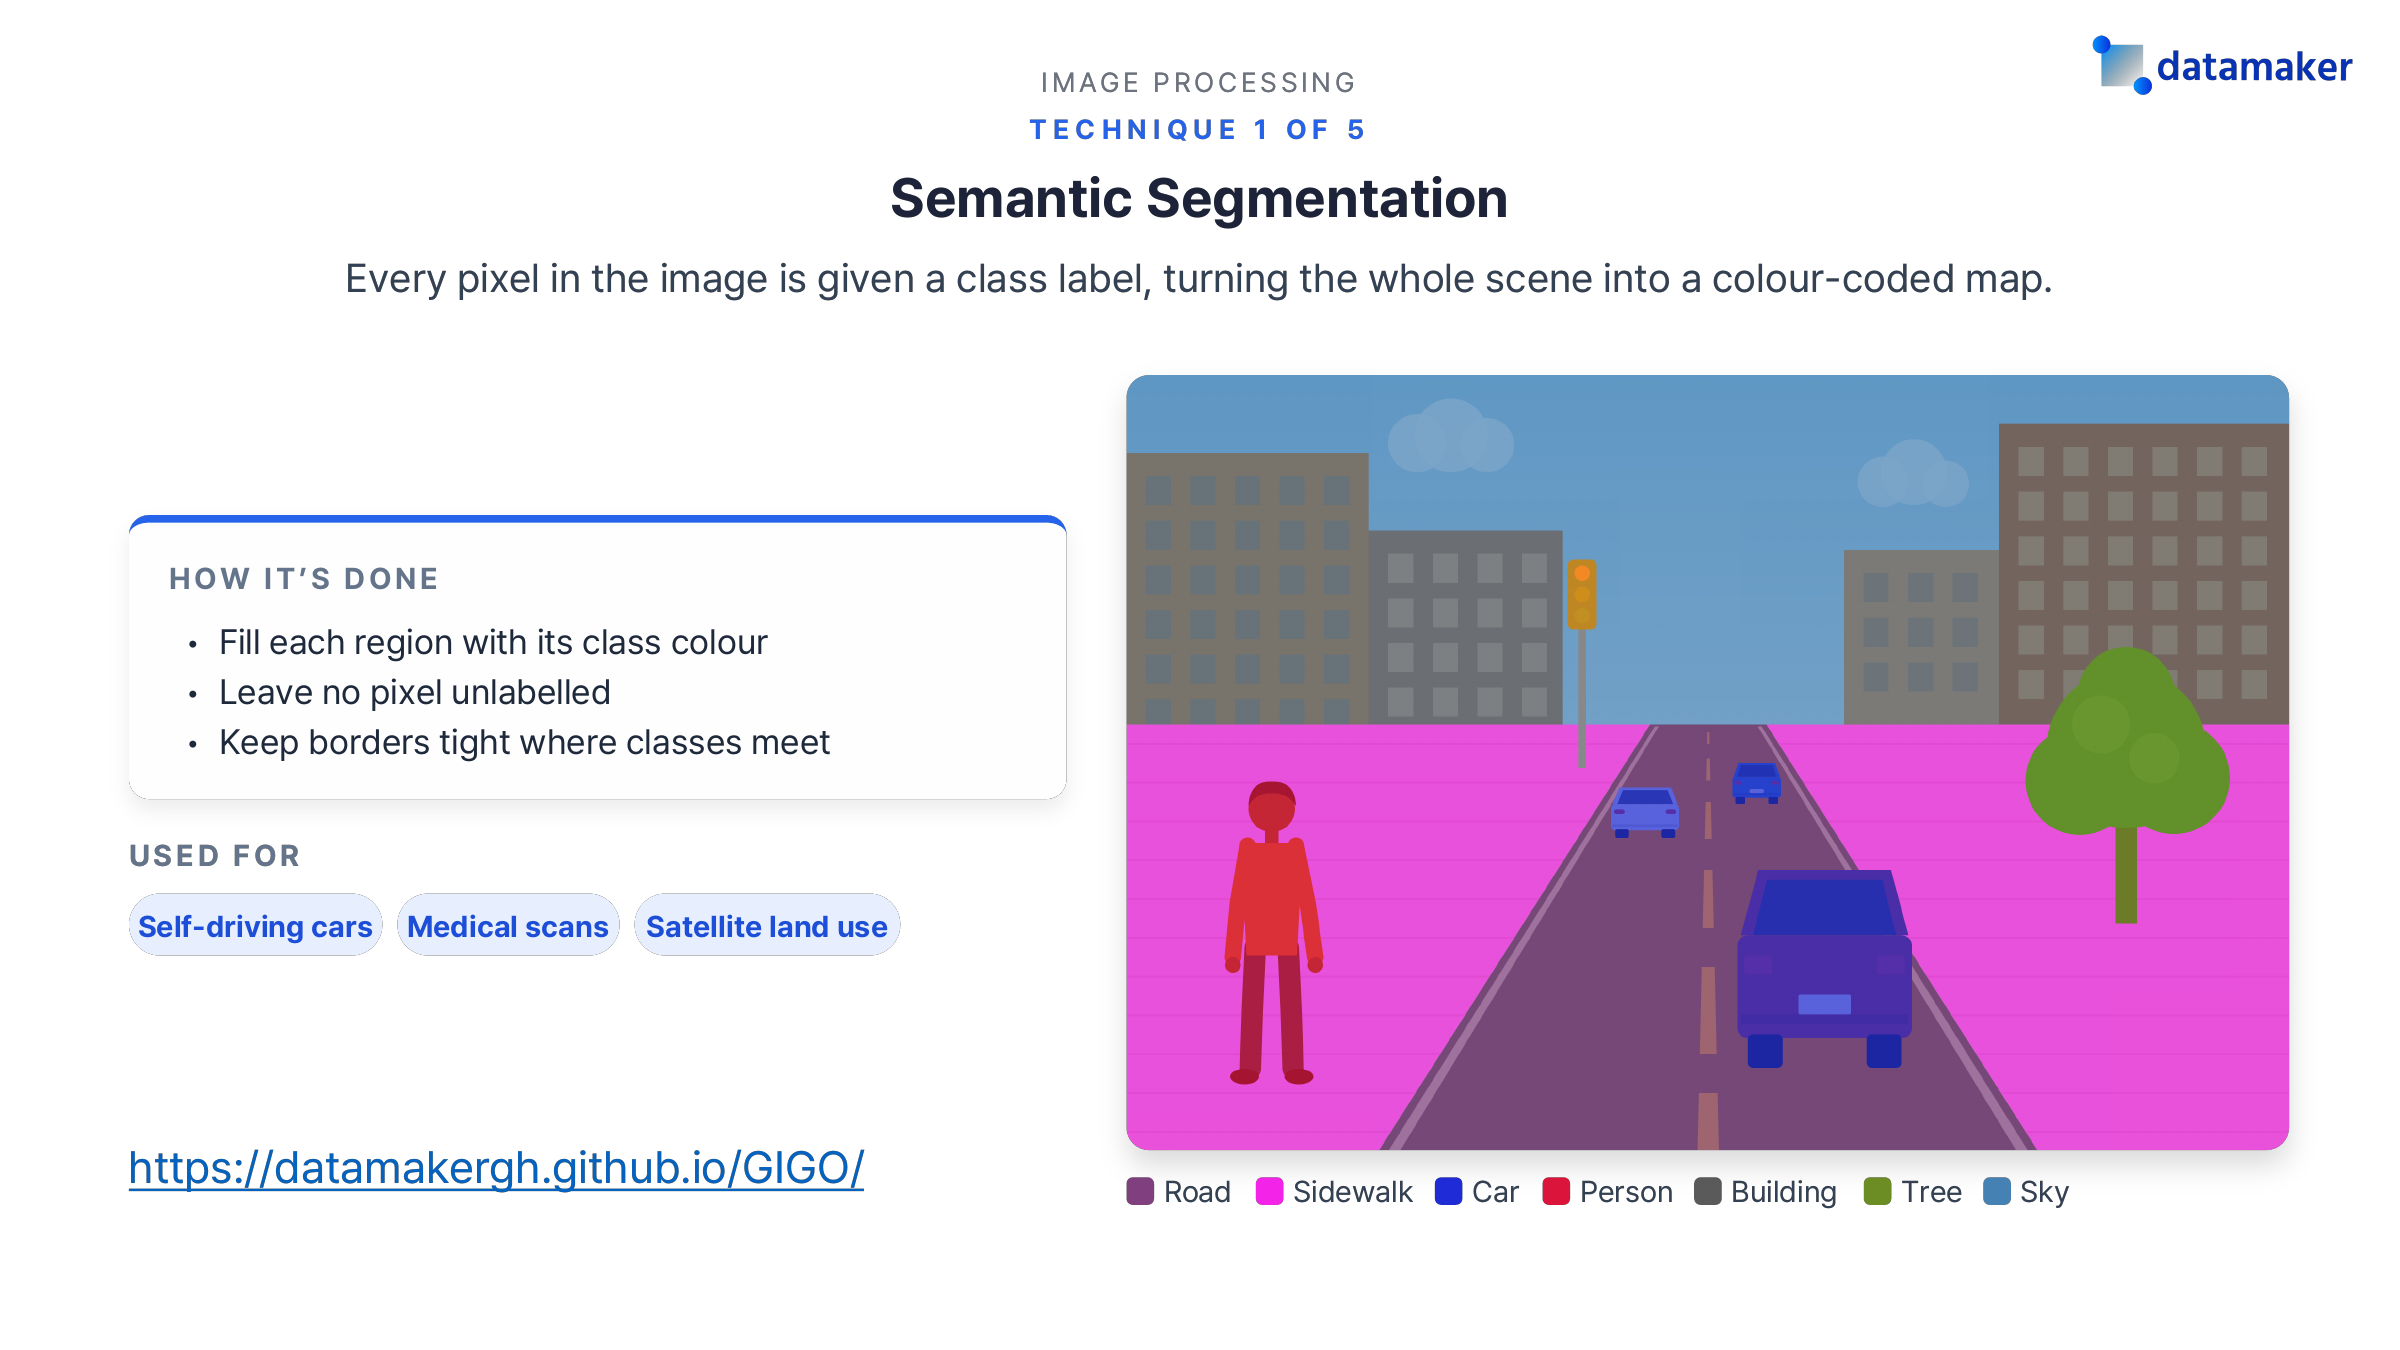 datamaker
IMAGE PROCESSING
TECHNIQUE 1 OF 5
Semantic Segmentation
Every pixel in the image is given a class label, turning the whole scene into a colour-coded map.
HOW IT’S DONE
• Fill each region with its class colour
• Leave no pixel unlabelled
• Keep borders tight where classes meet
USED FOR
Self-driving cars Medical scans Satellite land use
https://datamakergh.github.io/GIGO/
Road Sidewalk Car Person Building Tree Sky